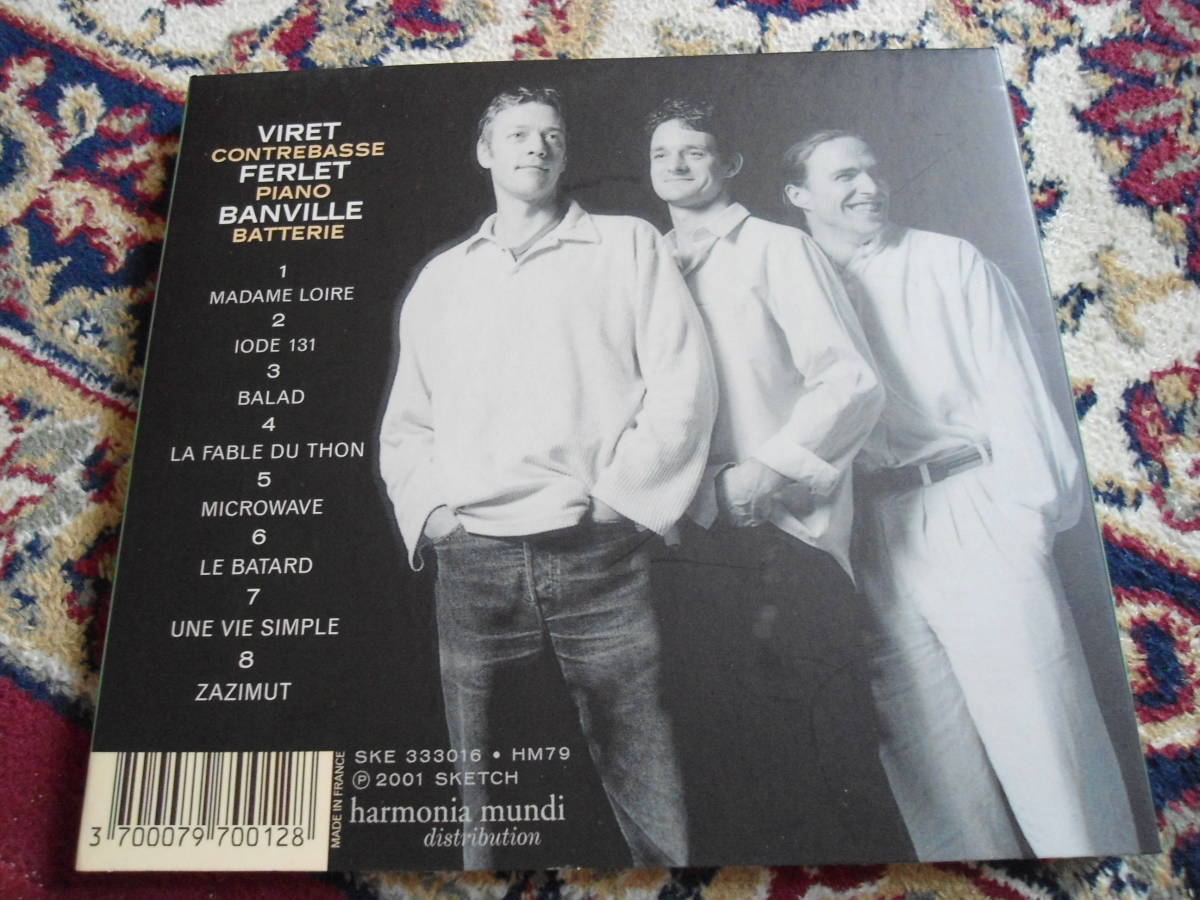 VIRET
CONTREBASSE
FERLET
PIANO
BANVILLE
BATTERIE
1
MADAME LOIRE
2
IODE 131
3
BALAD
4
LA FABLE DU THON
5
MICROWAVE
6
LE BATARD
7
UNE VIE SIMPLE
8
ZAZIMUT
3 700079 700128
MADE IN FRANCE
SKE 333016 • HM79
℗ 2001 SKETCH
harmonia mundi
distribution